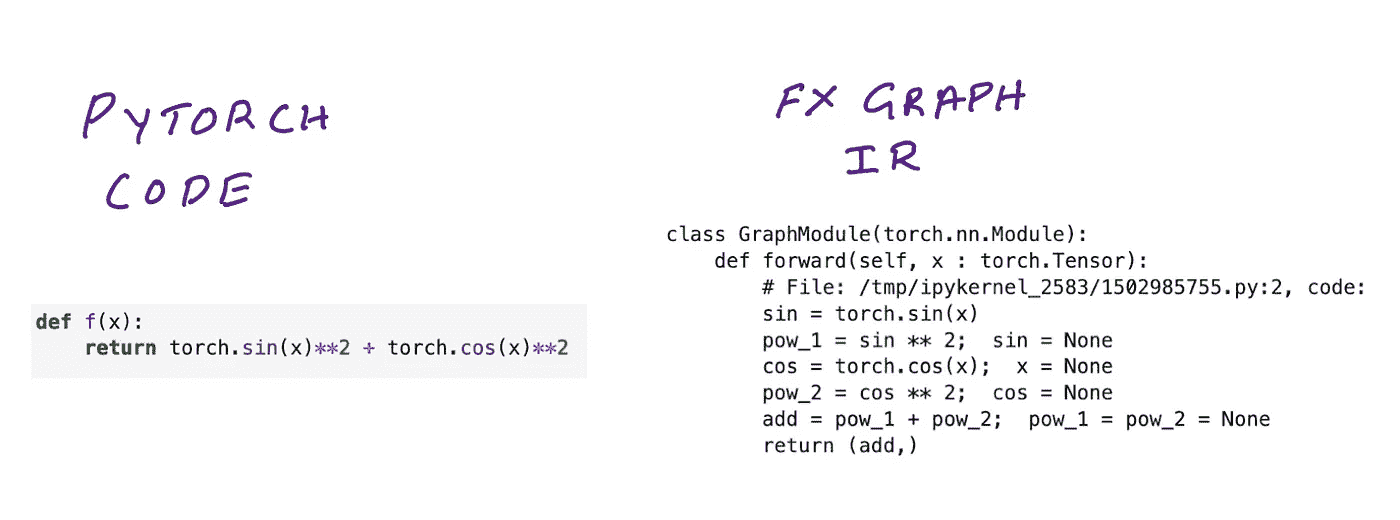 PYTORCH
CODE
def f(x):
    return torch.sin(x)**2 + torch.cos(x)**2
FX GRAPH
IR
class GraphModule(torch.nn.Module):
    def forward(self, x : torch.Tensor):
        # File: /tmp/ipykernel_2583/1502985755.py:2, code:
        sin = torch.sin(x)
        pow_1 = sin ** 2;  sin = None
        cos = torch.cos(x);  x = None
        pow_2 = cos ** 2;  cos = None
        add = pow_1 + pow_2;  pow_1 = pow_2 = None
        return (add,)